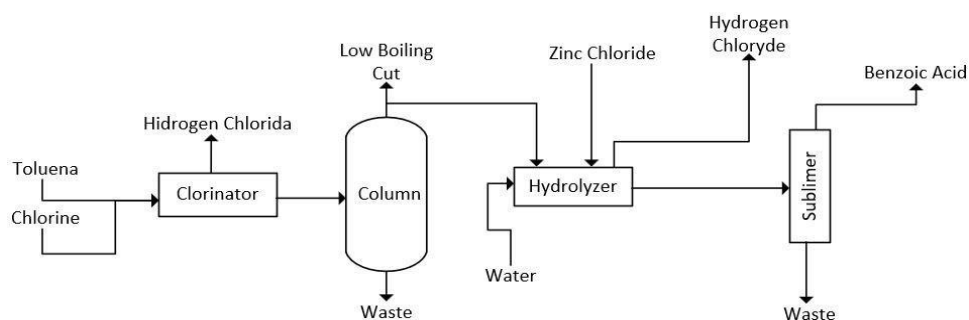 Low Boiling
Cut
Zinc Chloride
Hydrogen
Chloryde
Benzoic Acid
Hidrogen Chlorida
Toluena
Chlorine
Clorinator
Column
Hydrolyzer
Sublimer
Water
Waste
Waste